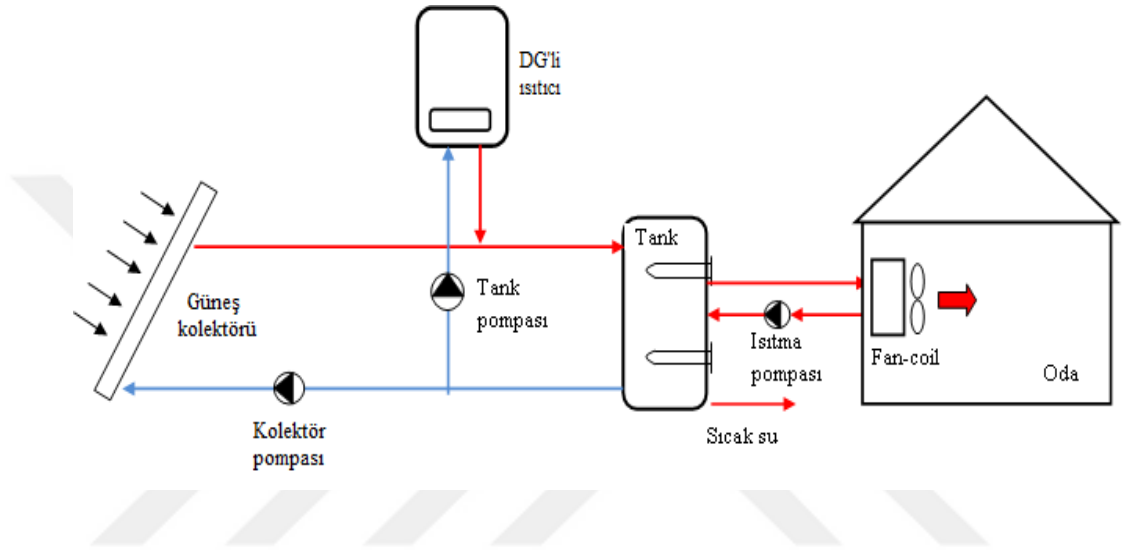 DG'li
ısıtıcı
Tank
Güneş
kolektörü
Tank
pompası
Isıtma
pompası
Fan-coil
Oda
Sıcak su
Kolektör
pompası